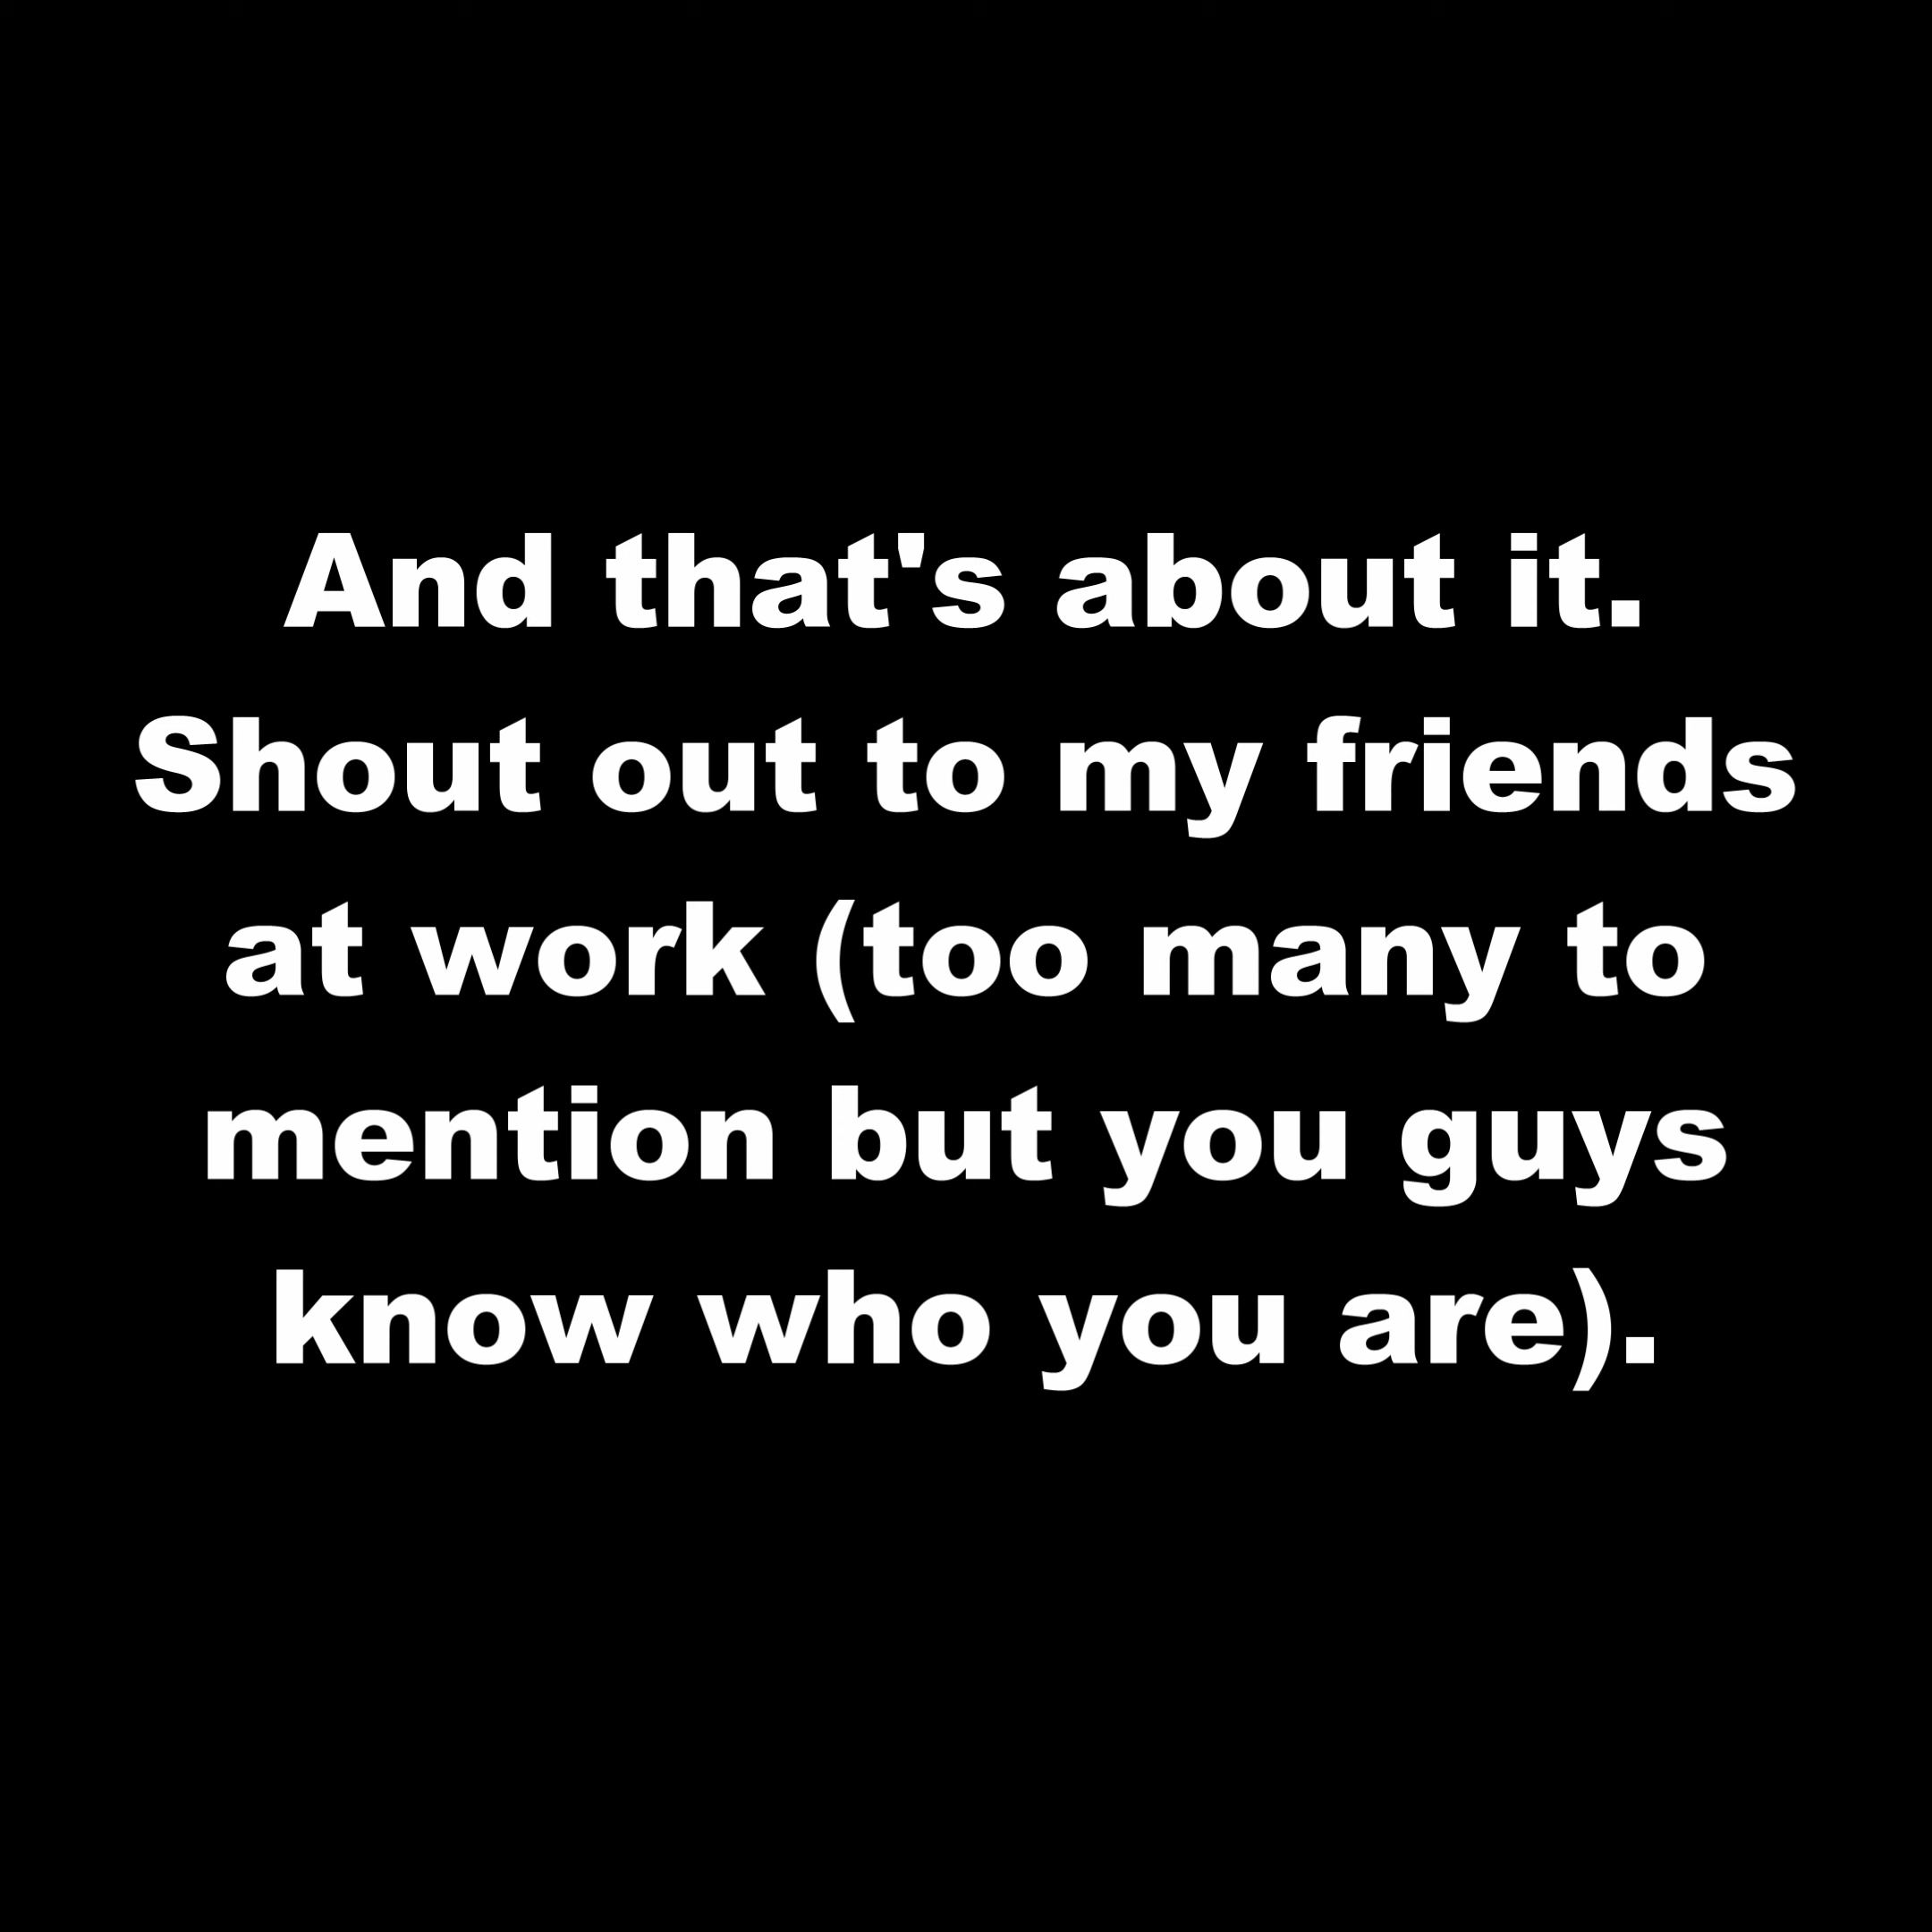 And that's about it.
Shout out to my friends
at work (too many to
mention but you guys
know who you are).